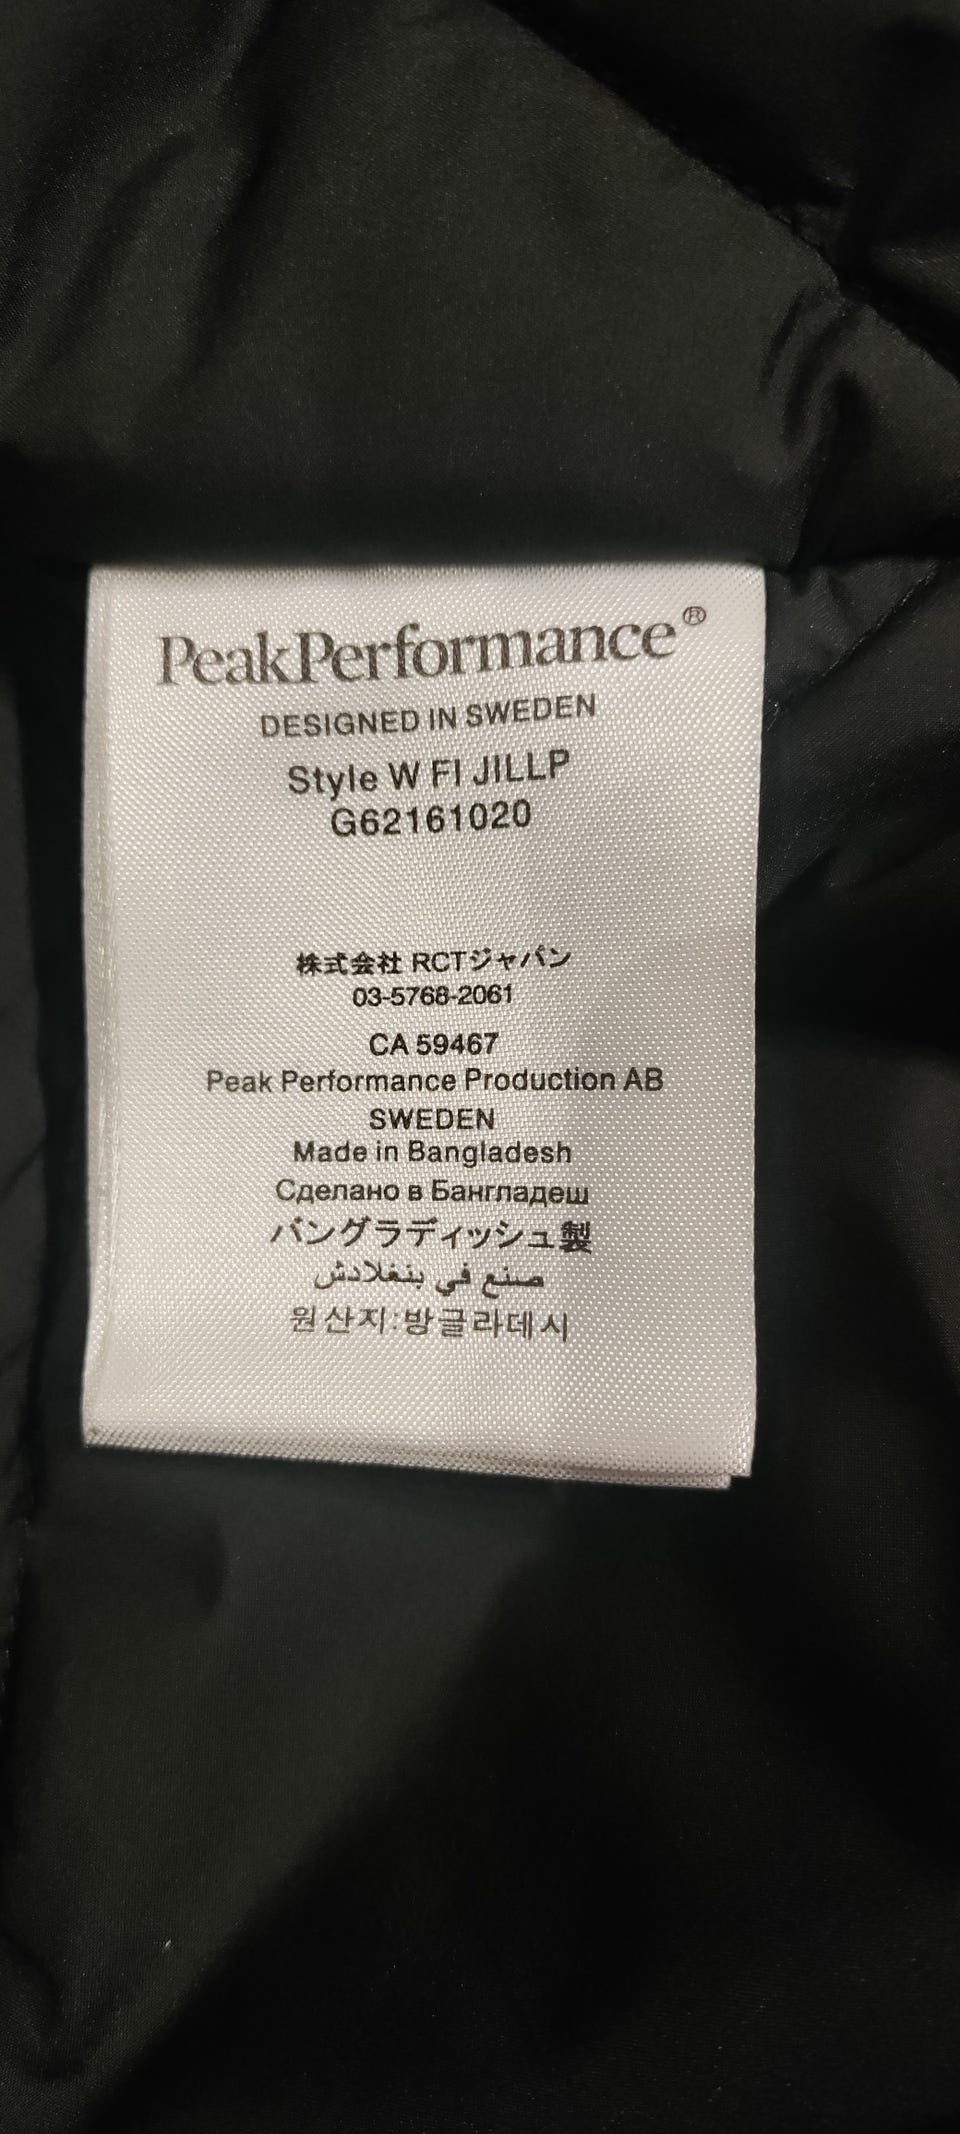 PeakPerformance®
DESIGNED IN SWEDEN
Style W FI JILLP
G62161020
株式会社 RCTジャパン
03-5768-2061
CA 59467
Peak Performance Production AB
SWEDEN
Made in Bangladesh
Сделано в Бангладеш
バングラディッシュ製
صنع في بنغلادش
원산지:방글라데시